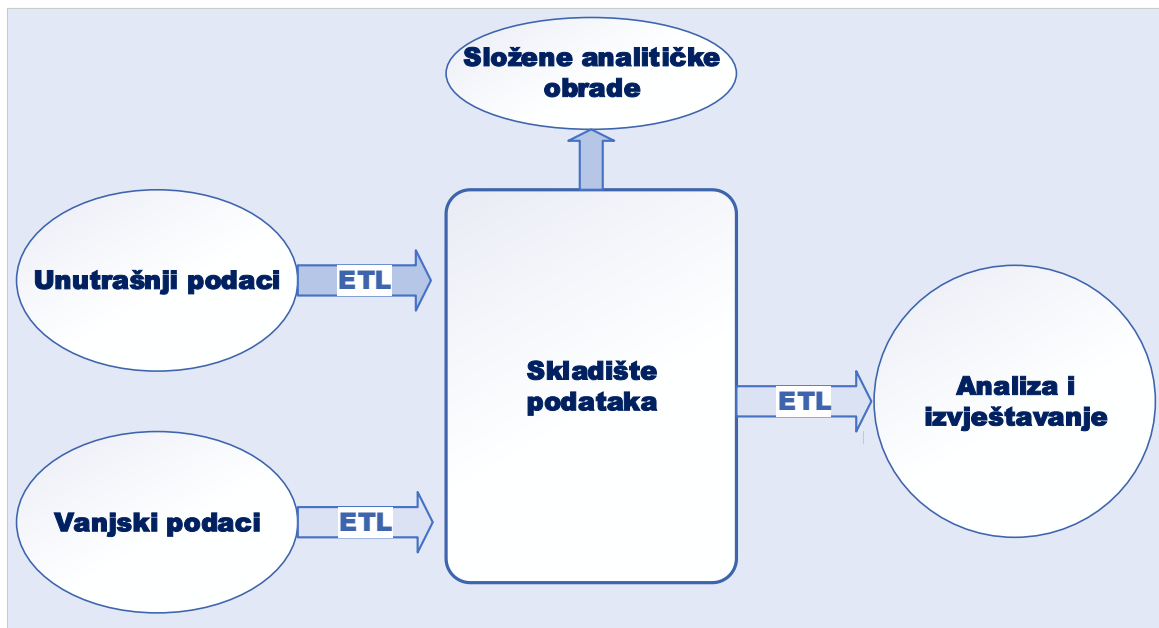 Složene analitičke
obrade
Unutrašnji podaci
ETL
Skladište
podataka
ETL
Analiza i
izvještavanje
Vanjski podaci
ETL